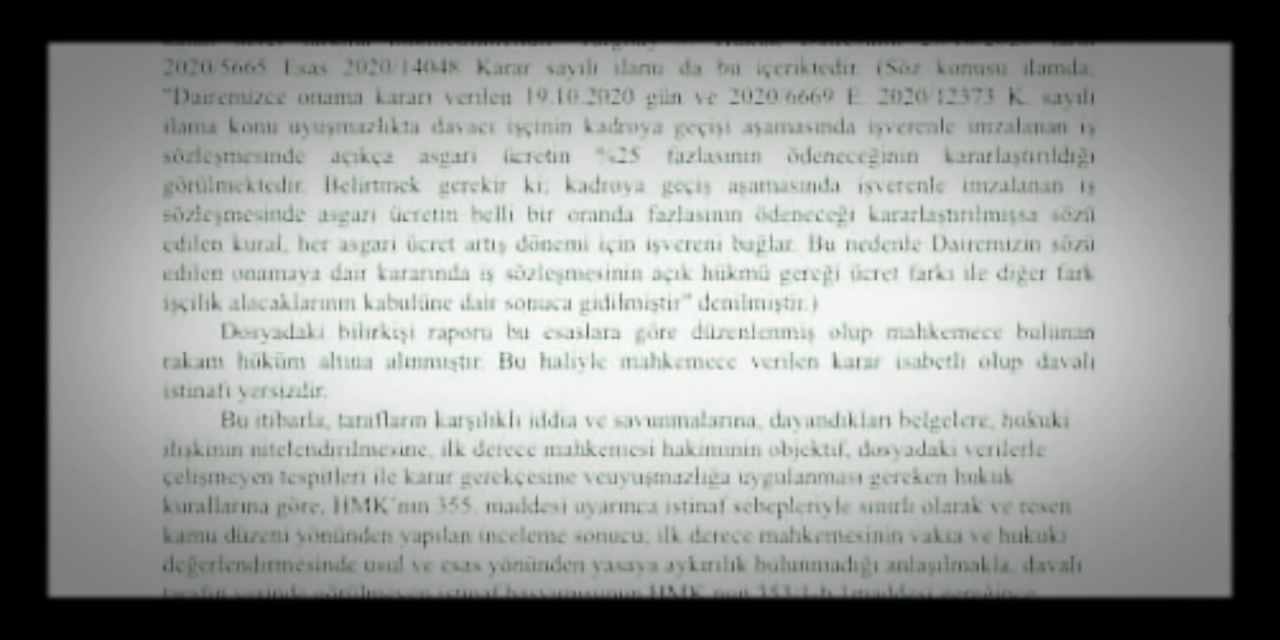 2020/5665 Esas 2020/14048 Karar sayılı ilamı da bu içeriktedir. (Söz konusu ilamda;
"Dairemizce onama kararı verilen 19.10.2020 gün ve 2020/6669 E. 2020/12373 K. sayılı
ilama konu uyuşmazlıkta davacı işçinin kadroya geçişi aşamasında işverenle imzalanan iş
sözleşmesinde açıkça asgari ücretin %25 fazlasının ödeneceğinin kararlaştırıldığı
görülmektedir. Belirtmek gerekir ki; kadroya geçiş aşamasında işverenle imzalanan iş
sözleşmesinde asgari ücretin belli bir oranda fazlasının ödeneceği kararlaştırılmışsa sözü
edilen kural, her asgari ücret artış dönemi için işvereni bağlar. Bu nedenle Dairemizin sözü
edilen onamaya dair kararında iş sözleşmesinin açık hükmü gereği ücret farkı ile diğer fark
işçilik alacaklarının kabulüne dair sonuca gidilmiştir" denilmiştir.)
Dosyadaki bilirkişi raporu bu esaslara göre düzenlenmiş olup mahkemece bulunan
rakam hüküm altına alınmıştır. Bu haliyle mahkemece verilen karar isabetli olup davalı
istinafı yersizdir.
Bu itibarla, tarafların karşılıklı iddia ve savunmalarına, dayandıkları belgelere, hukuki
ilişkinin nitelendirilmesine, ilk derece mahkemesi hakiminin objektif, dosyadaki verilerle
çelişmeyen tespitleri ile karar gerekçesine veuyuşmazlığa uygulanması gereken hukuk
kurallarına göre, HMK'nın 355. maddesi uyarınca istinaf sebepleriyle sınırlı olarak ve resen
kamu düzeni yönünden yapılan inceleme sonucu; ilk derece mahkemesinin vakıa ve hukuki
değerlendirmesinde usul ve esas yönünden yasaya aykırılık bulunmadığı anlaşılmakla, davalı